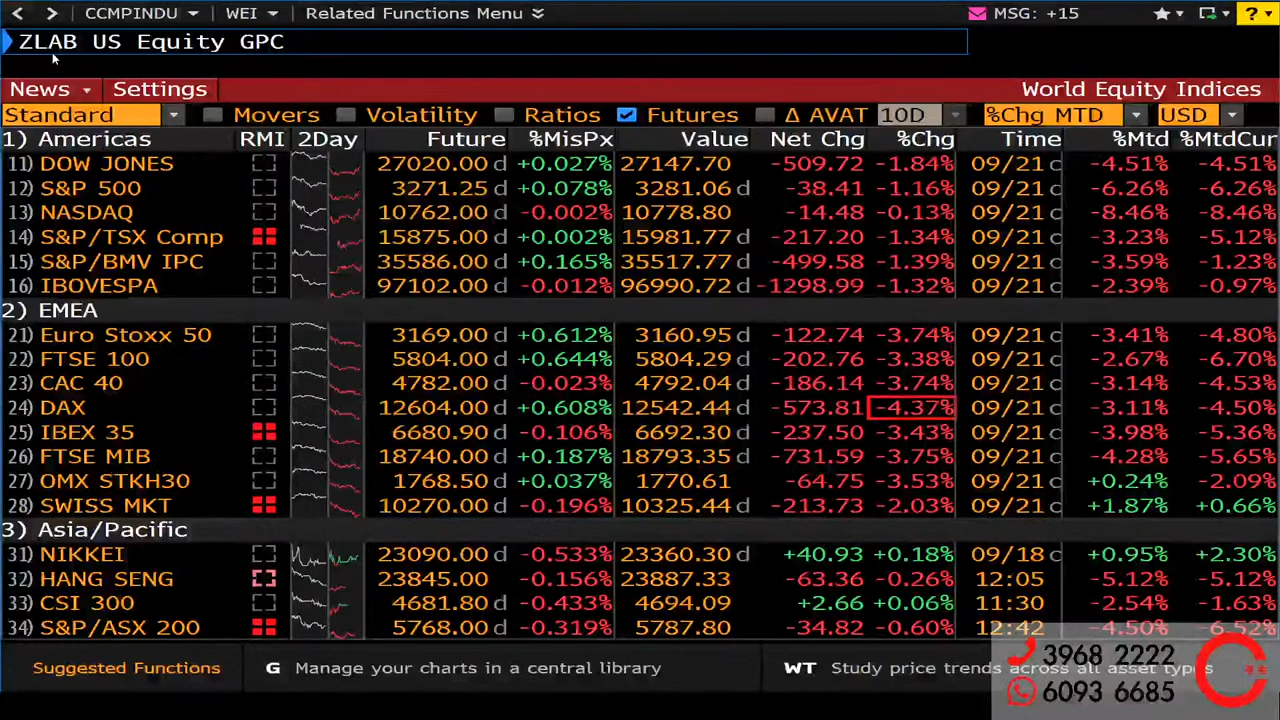 CCMPINDU WEI Related Functions Menu MSG: +15 ?
ZLAB US Equity GPC
News Settings World Equity Indices
Standard Movers Volatility Ratios Futures Δ AVAT 10D %Chg MTD USD
1) Americas RMI 2Day Future %MisPx Value Net Chg %Chg Time %Mtd %MtdCur
11) DOW JONES 27020.00 d +0.027% 27147.70 -509.72 -1.84% 09/21 c -4.51% -4.51%
12) S&P 500 3271.25 d +0.078% 3281.06 d -38.41 -1.16% 09/21 c -6.26% -6.26%
13) NASDAQ 10762.00 d -0.002% 10778.80 -14.48 -0.13% 09/21 c -8.46% -8.46%
14) S&P/TSX Comp 15875.00 d +0.002% 15981.77 d -217.20 -1.34% 09/21 c -3.23% -5.12%
15) S&P/BMV IPC 35586.00 d +0.165% 35517.77 d -499.58 -1.39% 09/21 c -3.59% -1.23%
16) IBOVESPA 97102.00 d -0.012% 96990.72 d -1298.99 -1.32% 09/21 c -2.39% -0.97%
2) EMEA
21) Euro Stoxx 50 3169.00 d +0.612% 3160.95 d -122.74 -3.74% 09/21 c -3.41% -4.80%
22) FTSE 100 5804.00 d +0.644% 5804.29 d -202.76 -3.38% 09/21 c -2.67% -6.70%
23) CAC 40 4782.00 d -0.023% 4792.04 d -186.14 -3.74% 09/21 c -3.14% -4.53%
24) DAX 12604.00 d +0.608% 12542.44 d -573.81 -4.37% 09/21 c -3.11% -4.50%
25) IBEX 35 6680.90 d -0.106% 6692.30 d -237.50 -3.43% 09/21 c -3.98% -5.36%
26) FTSE MIB 18740.00 d +0.187% 18793.35 d -731.59 -3.75% 09/21 c -4.28% -5.65%
27) OMX STKH30 1768.50 d +0.037% 1770.61 -64.75 -3.53% 09/21 c +0.24% -2.09%
28) SWISS MKT 10270.00 d -0.196% 10325.44 d -213.73 -2.03% 09/21 c +1.87% +0.66%
3) Asia/Pacific
31) NIKKEI 23090.00 d -0.533% 23360.30 d +40.93 +0.18% 09/18 c +0.95% +2.30%
32) HANG SENG 23845.00 -0.156% 23887.33 -63.36 -0.26% 12:05 -5.12% -5.12%
33) CSI 300 4681.80 d -0.433% 4694.09 +2.66 +0.06% 11:30 -2.54% -1.63%
34) S&P/ASX 200 5768.00 d -0.319% 5787.80 -34.82 -0.60% 12:42 -4.50% -6.52%
Suggested Functions G Manage your charts in a central library WT Study price trends across all asset types
3968 2222
6093 6685